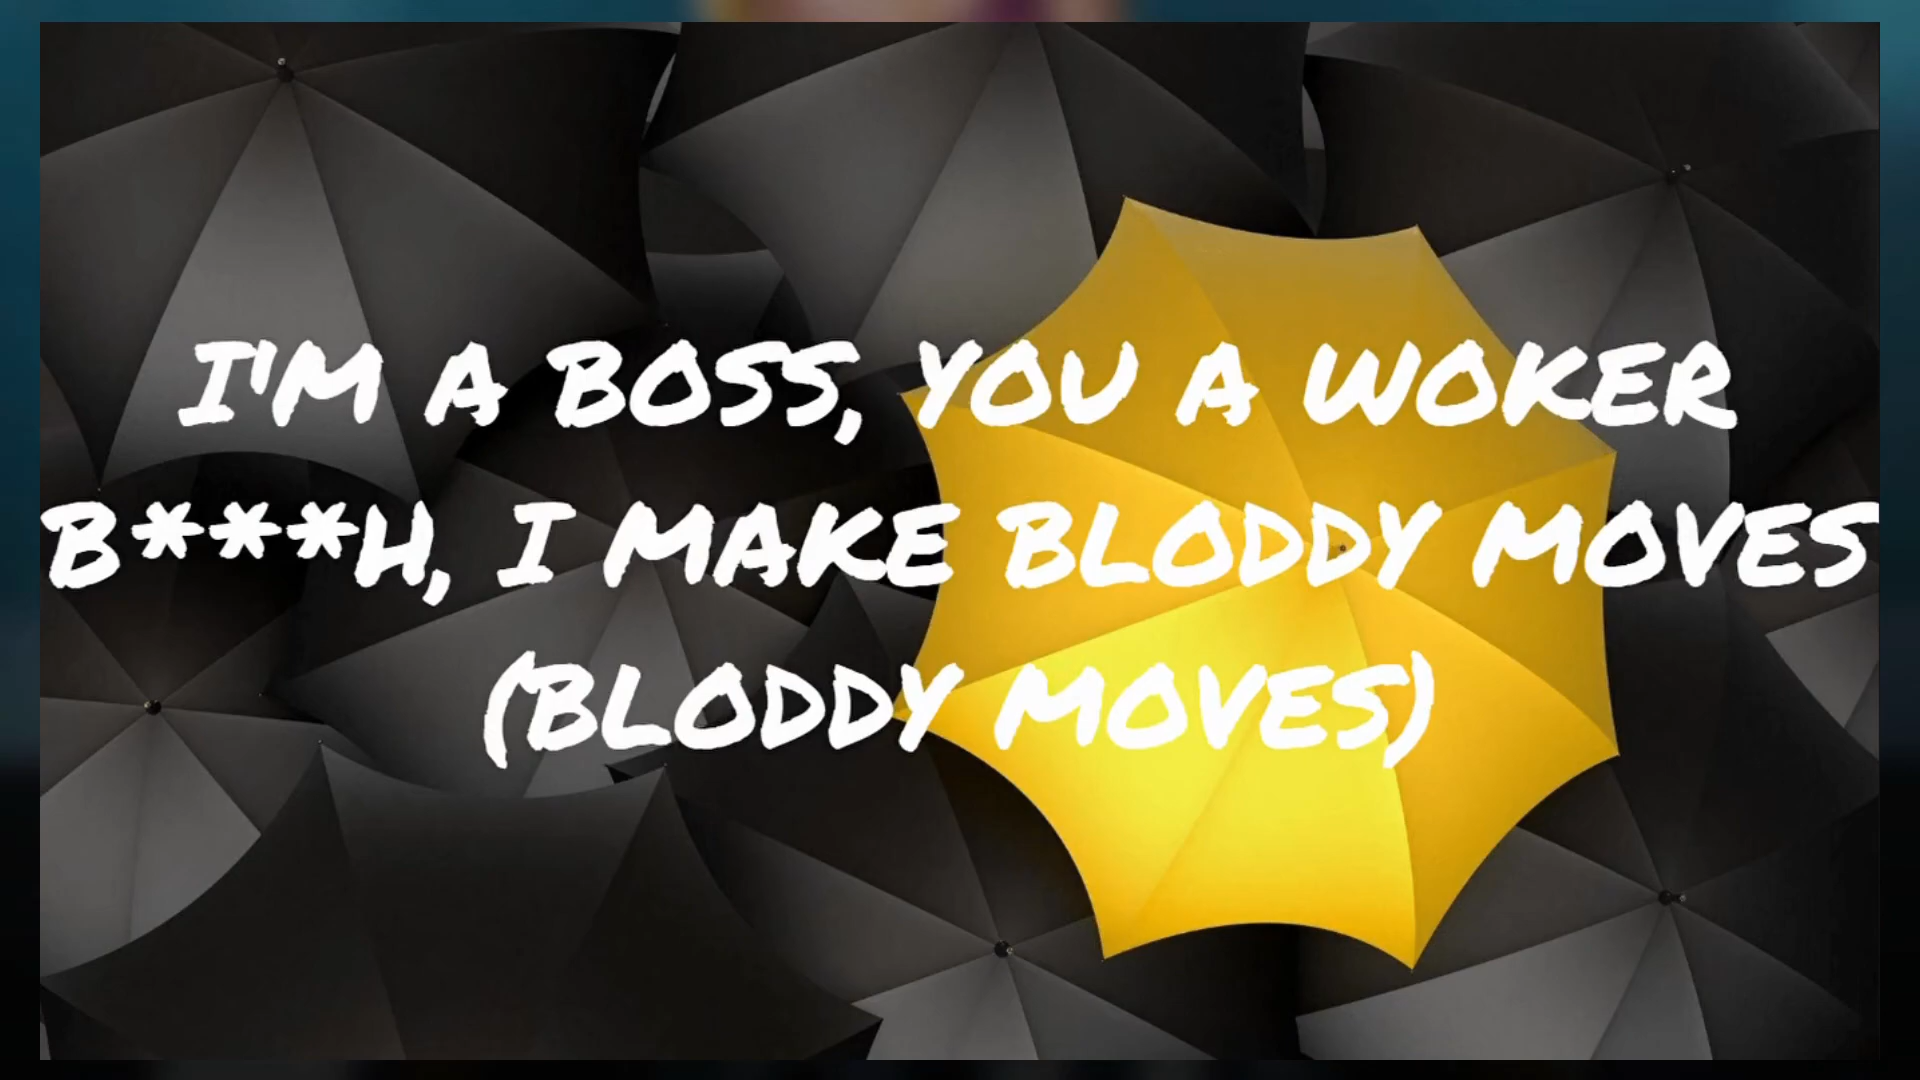 I'M A BOSS, YOU A WOKER
B***H, I MAKE BLODDY MOVES
(BLODDY MOVES)